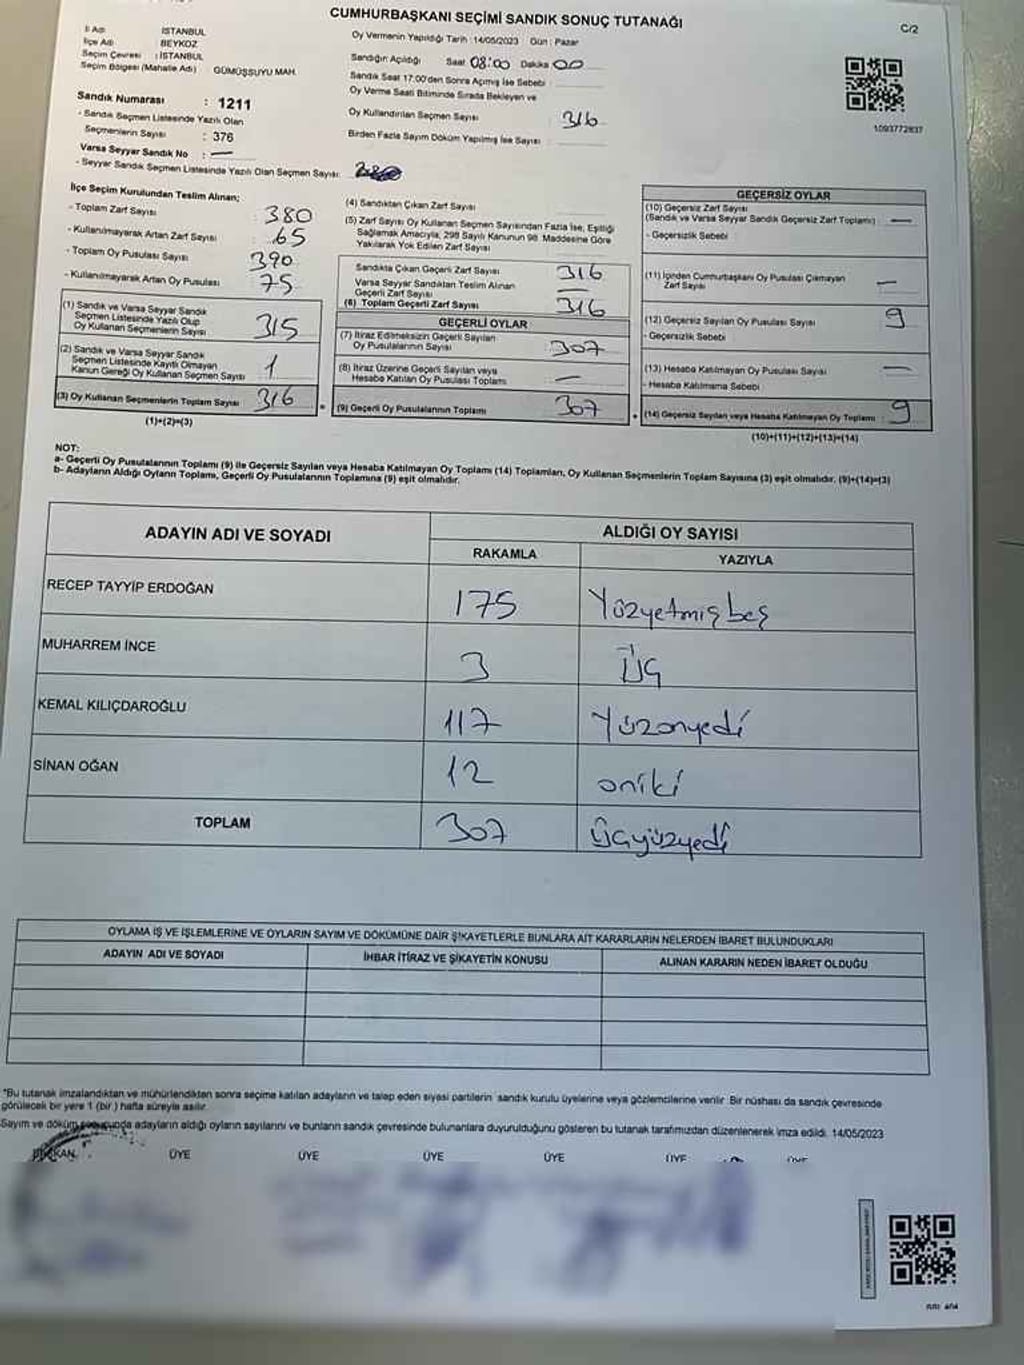 CUMHURBAŞKANI SEÇİMİ SANDIK SONUÇ TUTANAĞI
C/2
İl Adı : İSTANBUL
İlçe Adı : BEYKOZ
Seçim Çevresi : İSTANBUL
Seçim Bölgesi (Mahalle Adı) : GÜMÜŞSUYU MAH.
Sandık Numarası : 1211
- Sandık Seçmen Listesinde Yazılı Olan
Seçmenlerin Sayısı : 376
Varsa Seyyar Sandık No : —
- Seyyar Sandık Seçmen Listesinde Yazılı Olan Seçmen Sayısı:
Oy Vermenin Yapıldığı Tarih : 14/05/2023 Gün : Pazar
Sandığın Açıldığı Saat 08:00 Dakika 00
Sandık Saat 17:00'den Sonra Açılmış İse Sebebi :
Oy Verme Saati Bitiminde Sırada Bekleyen ve
Oy Kullandırılan Seçmen Sayısı : 316
Birden Fazla Sayım Döküm Yapılmış İse Sayısı :
1093772837
İlçe Seçim Kurulundan Teslim Alınan;
- Toplam Zarf Sayısı : 380
- Kullanılmayarak Artan Zarf Sayısı : 65
- Toplam Oy Pusulası Sayısı : 390
- Kullanılmayarak Artan Oy Pusulası : 75
(1) Sandık ve Varsa Seyyar Sandık
Seçmen Listesinde Yazılı Olup
Oy Kullanan Seçmenlerin Sayısı 315
(2) Sandık ve Varsa Seyyar Sandık
Seçmen Listesinde Kayıtlı Olmayan
Kanun Gereği Oy Kullanan Seçmen Sayısı 1
(3) Oy Kullanan Seçmenlerin Toplam Sayısı 316
(1)+(2)=(3)
(4) Sandıktan Çıkan Zarf Sayısı
(5) Zarf Sayısı Oy Kullanan Seçmen Sayısından Fazla İse, Eşitliği
Sağlamak Amacıyla, 298 Sayılı Kanunun 98. Maddesine Göre
Yakılarak Yok Edilen Zarf Sayısı
Sandıkta Çıkan Geçerli Zarf Sayısı 316
Varsa Seyyar Sandıktan Teslim Alınan
Geçerli Zarf Sayısı —
(6) Toplam Geçerli Zarf Sayısı 316
GEÇERLİ OYLAR
(7) İtiraz Edilmeksizin Geçerli Sayılan
Oy Pusulalarının Sayısı 307
(8) İtiraz Üzerine Geçerli Sayılan veya
Hesaba Katılan Oy Pusulası Toplamı —
(9) Geçerli Oy Pusulalarının Toplamı 307
GEÇERSİZ OYLAR
(10) Geçersiz Zarf Sayısı
(Sandık ve Varsa Seyyar Sandık Geçersiz Zarf Toplamı) —
- Geçersizlik Sebebi :
(11) İçinden Cumhurbaşkanı Oy Pusulası Çıkmayan
Zarf Sayısı —
(12) Geçersiz Sayılan Oy Pusulası Sayısı 9
- Geçersizlik Sebebi :
(13) Hesaba Katılmayan Oy Pusulası Sayısı —
- Hesaba Katılmama Sebebi
(14) Geçersiz Sayılan veya Hesaba Katılmayan Oy Toplamı 9
(10)+(11)+(12)+(13)=(14)
NOT:
a- Geçerli Oy Pusulalarının Toplamı (9) ile Geçersiz Sayılan veya Hesaba Katılmayan Oy Toplamı (14) Toplamları, Oy Kullanan Seçmenlerin Toplam Sayısına (3) eşit olmalıdır. (9)+(14)=(3)
b- Adayların Aldığı Oyların Toplamı, Geçerli Oy Pusulalarının Toplamına (9) eşit olmalıdır.
ADAYIN ADI VE SOYADI
ALDIĞI OY SAYISI
RAKAMLA YAZIYLA
RECEP TAYYİP ERDOĞAN 175 Yüzyetmişbeş
MUHARREM İNCE 3 Üç
KEMAL KILIÇDAROĞLU 117 Yüzonyedi
SİNAN OĞAN 12 oniki
TOPLAM 307 Üçyüzyedi
OYLAMA İŞ VE İŞLEMLERİNE VE OYLARIN SAYIM VE DÖKÜMÜNE DAİR ŞİKAYETLERLE BUNLARA AİT KARARLARIN NELERDEN İBARET BULUNDUKLARI
ADAYIN ADI VE SOYADI İHBAR İTİRAZ VE ŞİKAYETİN KONUSU ALINAN KARARIN NEDEN İBARET OLDUĞU
*Bu tutanak imzalandıktan ve mühürlendikten sonra seçime katılan adayların ve talep eden siyasi partilerin sandık kurulu üyelerine veya gözlemcilerine verilir. Bir nüshası da sandık çevresinde
görülecek bir yere 1 (bir) hafta süreyle asılır.
Sayım ve döküm sonucunda adayların aldığı oyların sayılarını ve bunların sandık çevresinde bulunanlara duyurulduğunu gösteren bu tutanak tarafımızdan düzenlenerek imza edildi. 14/05/2023
BAŞKAN ÜYE ÜYE ÜYE ÜYE ÜYE ÜYE